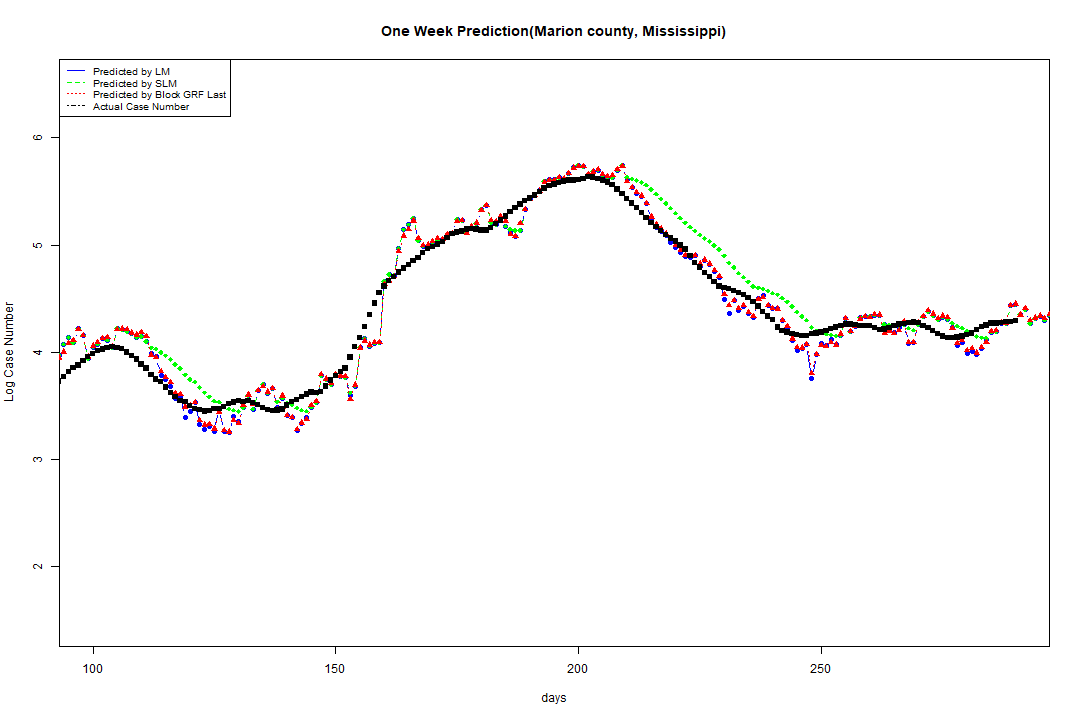 One Week Prediction(Marion county, Mississippi)
Predicted by LM
Predicted by SLM
Predicted by Block GRF Last
Actual Case Number
Log Case Number
6
5
4
3
2
100 150 200 250
days